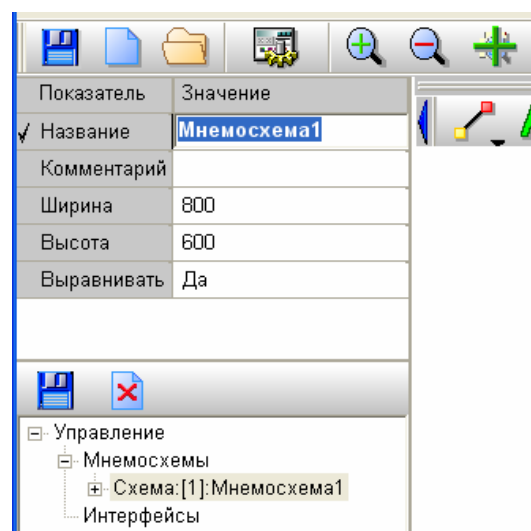 Показатель Значение
Название Мнемосхема1
Комментарий
Ширина 800
Высота 600
Выравнивать Да
Управление
Мнемосхемы
Схема:[1]:Мнемосхема1
Интерфейсы